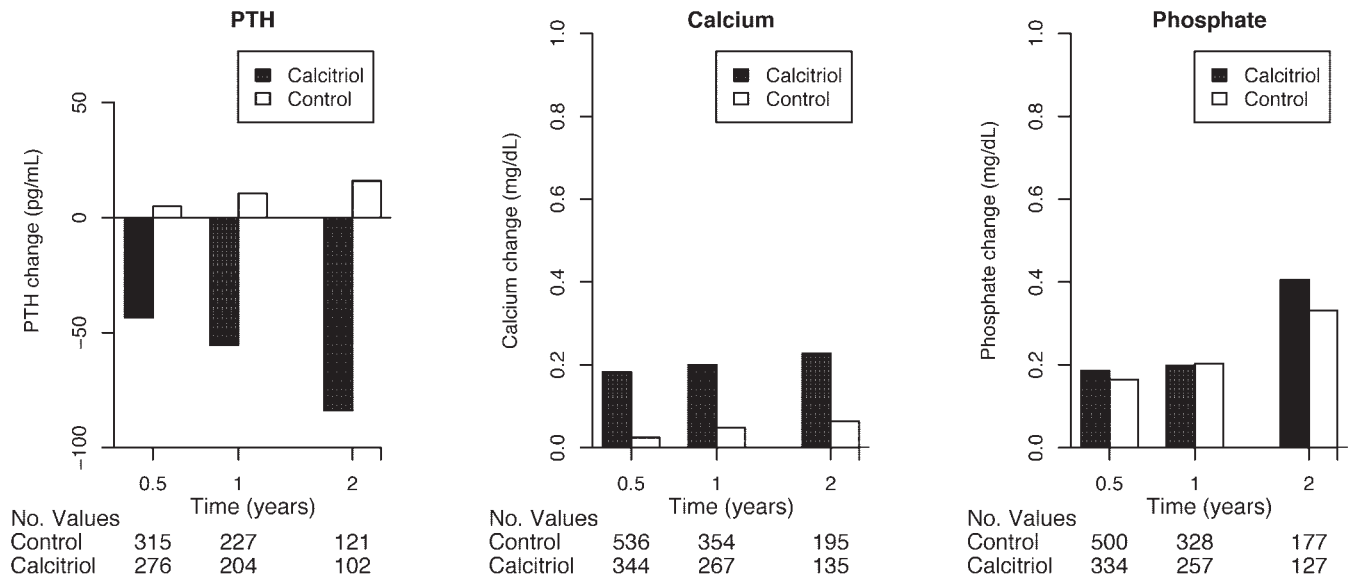 PTH
Calcitriol
Control
PTH change (pg/mL)
50
0
−50
−100
0.5 1 2
Time (years)
No. Values
Control 315 227 121
Calcitriol 276 204 102
Calcium
Calcitriol
Control
Calcium change (mg/dL)
1.0
0.8
0.6
0.4
0.2
0.0
0.5 1 2
Time (years)
536 354 195
344 267 135
No. Values
Control
Calcitriol
Phosphate
Calcitriol
Control
Phosphate change (mg/dL)
1.0
0.8
0.6
0.4
0.2
0.0
0.5 1 2
Time (years)
No. Values
Control 500 328 177
Calcitriol 334 257 127